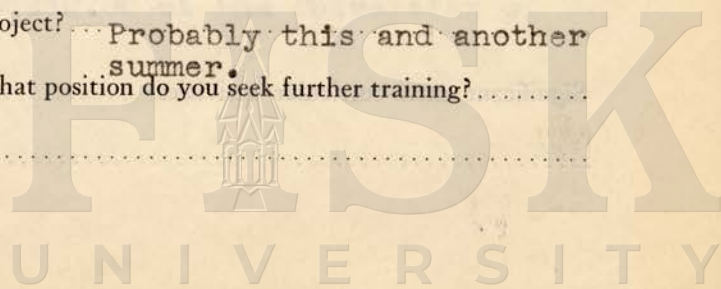 oject? ... Probably this and another
summer.
hat position do you seek further training? .........
FISK
UNIVERSITY